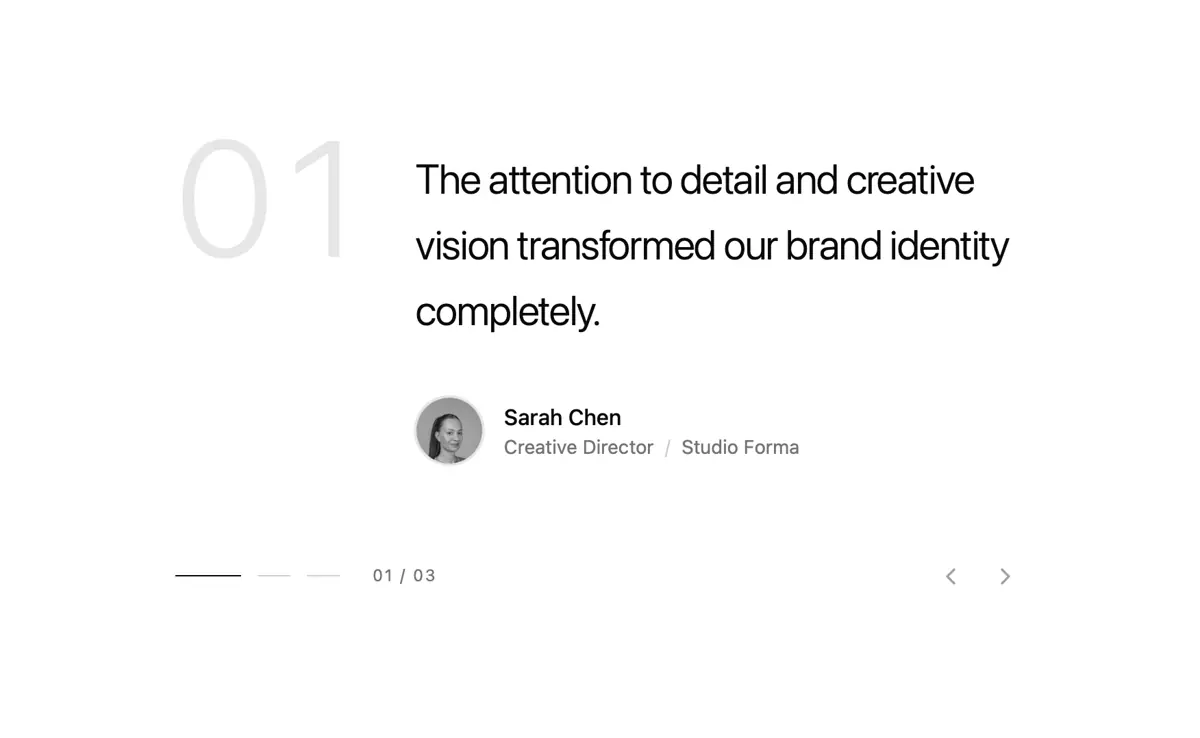 01
The attention to detail and creative
vision transformed our brand identity
completely.
Sarah Chen
Creative Director / Studio Forma
01 / 03